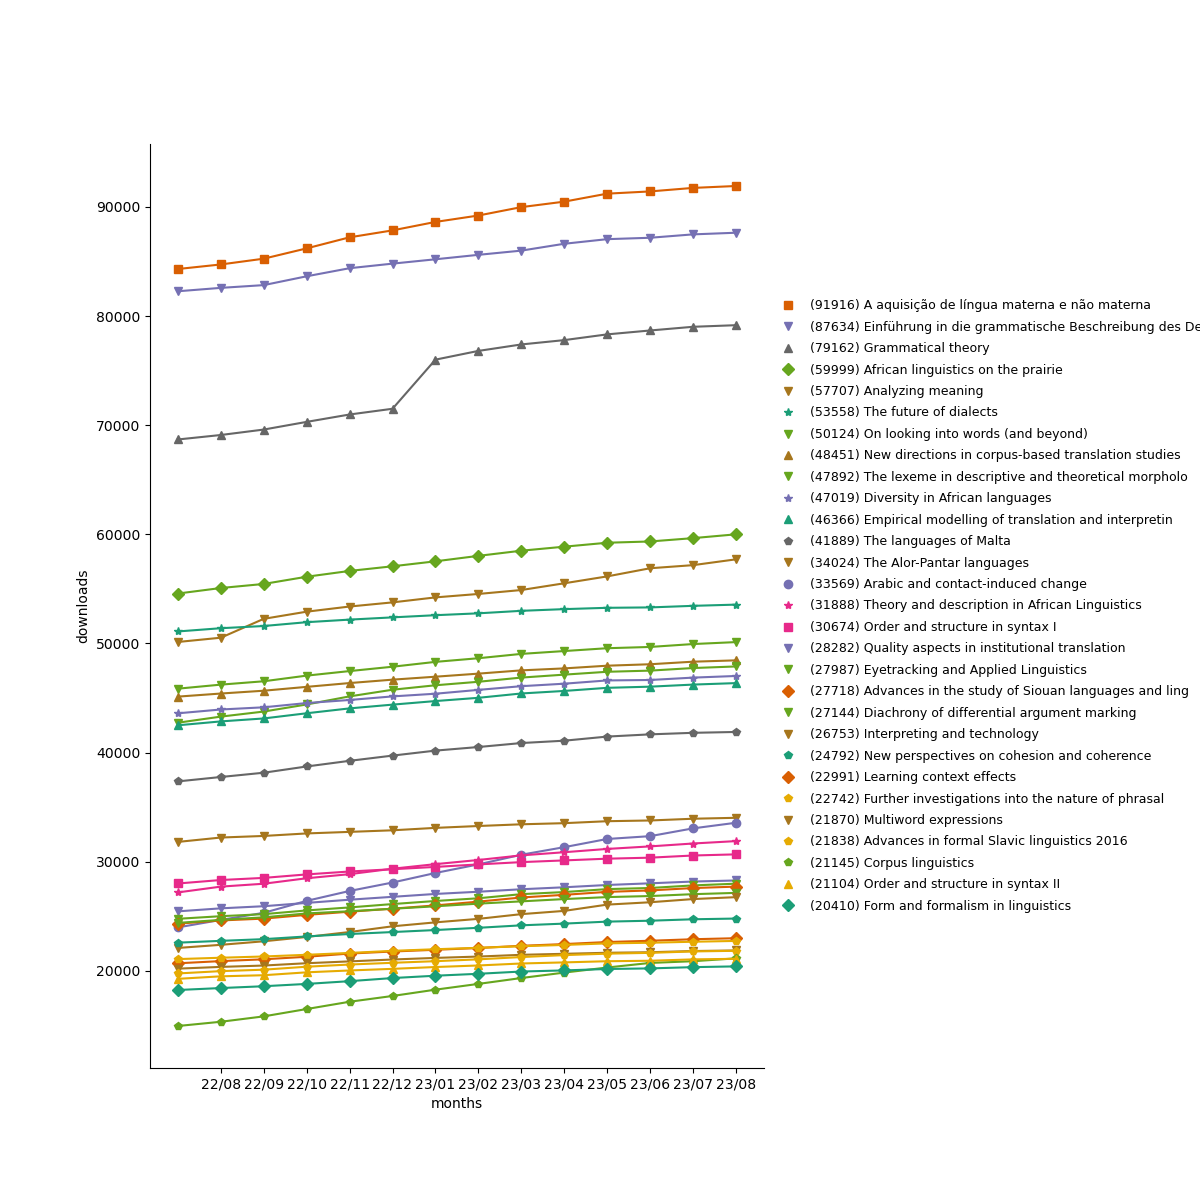 90000
80000
70000
60000
50000
40000
30000
20000
downloads
22/08 22/09 22/10 22/11 22/12 23/01 23/02 23/03 23/04 23/05 23/06 23/07 23/08
months
(91916) A aquisição de língua materna e não materna
(87634) Einführung in die grammatische Beschreibung des De
(79162) Grammatical theory
(59999) African linguistics on the prairie
(57707) Analyzing meaning
(53558) The future of dialects
(50124) On looking into words (and beyond)
(48451) New directions in corpus-based translation studies
(47892) The lexeme in descriptive and theoretical morpholo
(47019) Diversity in African languages
(46366) Empirical modelling of translation and interpretin
(41889) The languages of Malta
(34024) The Alor-Pantar languages
(33569) Arabic and contact-induced change
(31888) Theory and description in African Linguistics
(30674) Order and structure in syntax I
(28282) Quality aspects in institutional translation
(27987) Eyetracking and Applied Linguistics
(27718) Advances in the study of Siouan languages and ling
(27144) Diachrony of differential argument marking
(26753) Interpreting and technology
(24792) New perspectives on cohesion and coherence
(22991) Learning context effects
(22742) Further investigations into the nature of phrasal
(21870) Multiword expressions
(21838) Advances in formal Slavic linguistics 2016
(21145) Corpus linguistics
(21104) Order and structure in syntax II
(20410) Form and formalism in linguistics